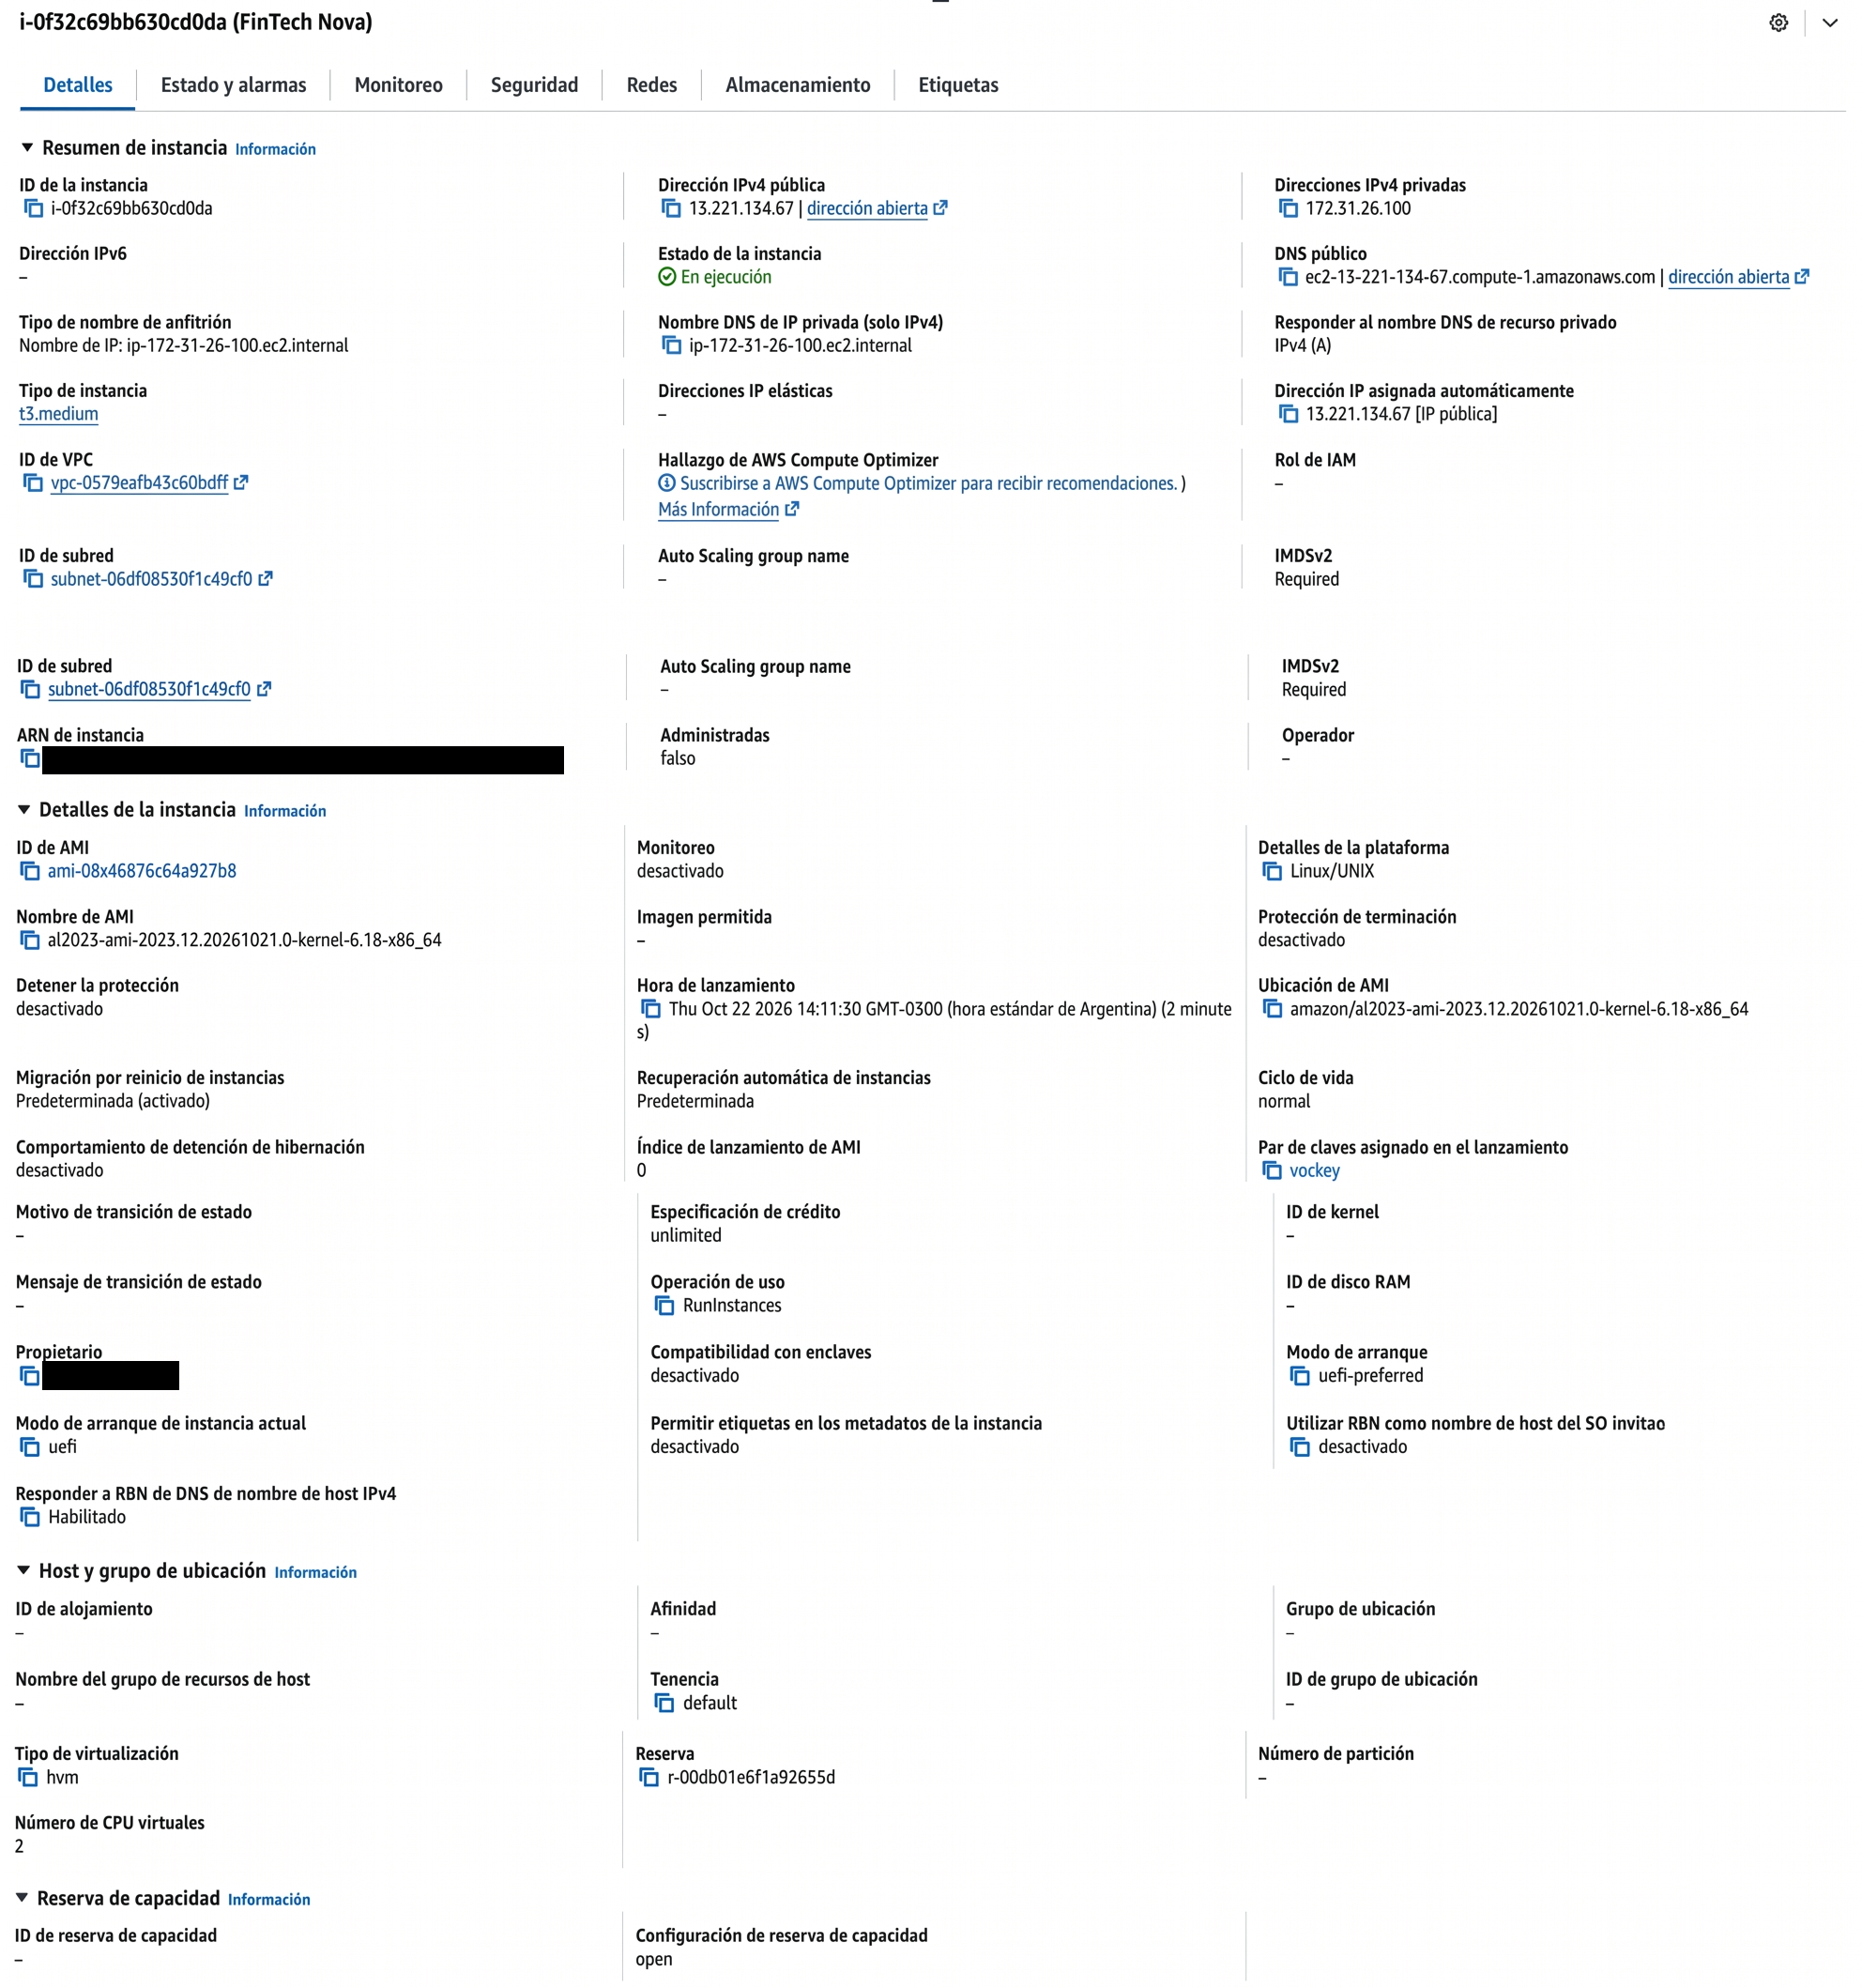 i-0f32c69bb630cd0da (FinTech Nova)
Detalles
Estado y alarmas
Monitoreo
Seguridad
Redes
Almacenamiento
Etiquetas
Resumen de instancia Información
ID de la instancia
i-0f32c69bb630cd0da
Dirección IPv4 pública
13.221.134.67 | dirección abierta
Direcciones IPv4 privadas
172.31.26.100
Dirección IPv6
–
Estado de la instancia
En ejecución
DNS público
ec2-13-221-134-67.compute-1.amazonaws.com | dirección abierta
Tipo de nombre de anfitrión
Nombre de IP: ip-172-31-26-100.ec2.internal
Nombre DNS de IP privada (solo IPv4)
ip-172-31-26-100.ec2.internal
Responder al nombre DNS de recurso privado
IPv4 (A)
Tipo de instancia
t3.medium
Direcciones IP elásticas
–
Dirección IP asignada automáticamente
13.221.134.67 [IP pública]
ID de VPC
vpc-0579eafb43c60bdff
Hallazgo de AWS Compute Optimizer
Suscribirse a AWS Compute Optimizer para recibir recomendaciones. )
Más Información
Rol de IAM
–
ID de subred
subnet-06df08530f1c49cf0
Auto Scaling group name
–
IMDSv2
Required
ID de subred
subnet-06df08530f1c49cf0
Auto Scaling group name
–
IMDSv2
Required
ARN de instancia
Administradas
falso
Operador
–
Detalles de la instancia Información
ID de AMI
ami-08x46876c64a927b8
Monitoreo
desactivado
Detalles de la plataforma
Linux/UNIX
Nombre de AMI
al2023-ami-2023.12.20261021.0-kernel-6.18-x86_64
Imagen permitida
–
Protección de terminación
desactivado
Detener la protección
desactivado
Hora de lanzamiento
Thu Oct 22 2026 14:11:30 GMT-0300 (hora estándar de Argentina) (2 minute
s)
Ubicación de AMI
amazon/al2023-ami-2023.12.20261021.0-kernel-6.18-x86_64
Migración por reinicio de instancias
Predeterminada (activado)
Recuperación automática de instancias
Predeterminada
Ciclo de vida
normal
Comportamiento de detención de hibernación
desactivado
Índice de lanzamiento de AMI
0
Par de claves asignado en el lanzamiento
vockey
Motivo de transición de estado
–
Especificación de crédito
unlimited
ID de kernel
–
Mensaje de transición de estado
–
Operación de uso
RunInstances
ID de disco RAM
–
Propietario
Compatibilidad con enclaves
desactivado
Modo de arranque
uefi-preferred
Modo de arranque de instancia actual
uefi
Permitir etiquetas en los metadatos de la instancia
desactivado
Utilizar RBN como nombre de host del SO invitao
desactivado
Responder a RBN de DNS de nombre de host IPv4
Habilitado
Host y grupo de ubicación Información
ID de alojamiento
–
Afinidad
–
Grupo de ubicación
–
Nombre del grupo de recursos de host
–
Tenencia
default
ID de grupo de ubicación
–
Tipo de virtualización
hvm
Reserva
r-00db01e6f1a92655d
Número de partición
–
Número de CPU virtuales
2
Reserva de capacidad Información
ID de reserva de capacidad
–
Configuración de reserva de capacidad
open